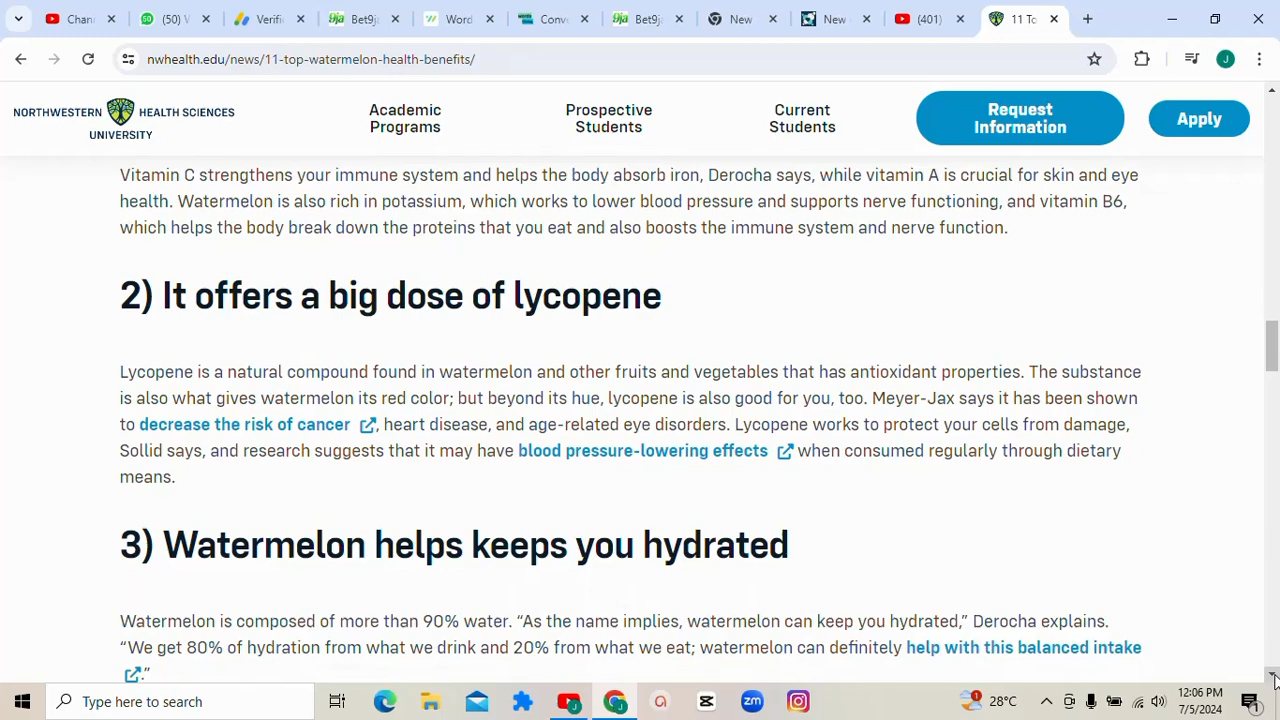 Chan
(50) V
Verifi
Bet9j
Word
Conv
Bet9ja
New
New
(401)
11 To
nwhealth.edu/news/11-top-watermelon-health-benefits/
J
NORTHWESTERN HEALTH SCIENCES
UNIVERSITY
Academic
Programs
Prospective
Students
Current
Students
Request
Information
Apply
Vitamin C strengthens your immune system and helps the body absorb iron, Derocha says, while vitamin A is crucial for skin and eye
health. Watermelon is also rich in potassium, which works to lower blood pressure and supports nerve functioning, and vitamin B6,
which helps the body break down the proteins that you eat and also boosts the immune system and nerve function.
2) It offers a big dose of lycopene
Lycopene is a natural compound found in watermelon and other fruits and vegetables that has antioxidant properties. The substance
is also what gives watermelon its red color; but beyond its hue, lycopene is also good for you, too. Meyer-Jax says it has been shown
to decrease the risk of cancer , heart disease, and age-related eye disorders. Lycopene works to protect your cells from damage,
Sollid says, and research suggests that it may have blood pressure-lowering effects when consumed regularly through dietary
means.
3) Watermelon helps keeps you hydrated
Watermelon is composed of more than 90% water. “As the name implies, watermelon can keep you hydrated,” Derocha explains.
“We get 80% of hydration from what we drink and 20% from what we eat; watermelon can definitely help with this balanced intake
.”
Type here to search
zm
28°C
12:06 PM
7/5/2024